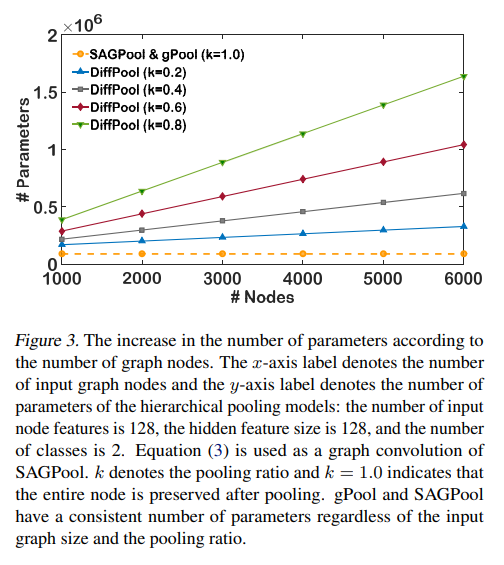 ×10⁶
2
SAGPool & gPool (k=1.0)
DiffPool (k=0.2)
DiffPool (k=0.4)
DiffPool (k=0.6)
DiffPool (k=0.8)
1.5
1
0.5
0
# Parameters
1000 2000 3000 4000 5000 6000
# Nodes
Figure 3. The increase in the number of parameters according to
the number of graph nodes. The x-axis label denotes the number
of input graph nodes and the y-axis label denotes the number of
parameters of the hierarchical pooling models: the number of input
node features is 128, the hidden feature size is 128, and the number
of classes is 2. Equation (3) is used as a graph convolution of
SAGPool. k denotes the pooling ratio and k = 1.0 indicates that
the entire node is preserved after pooling. gPool and SAGPool
have a consistent number of parameters regardless of the input
graph size and the pooling ratio.